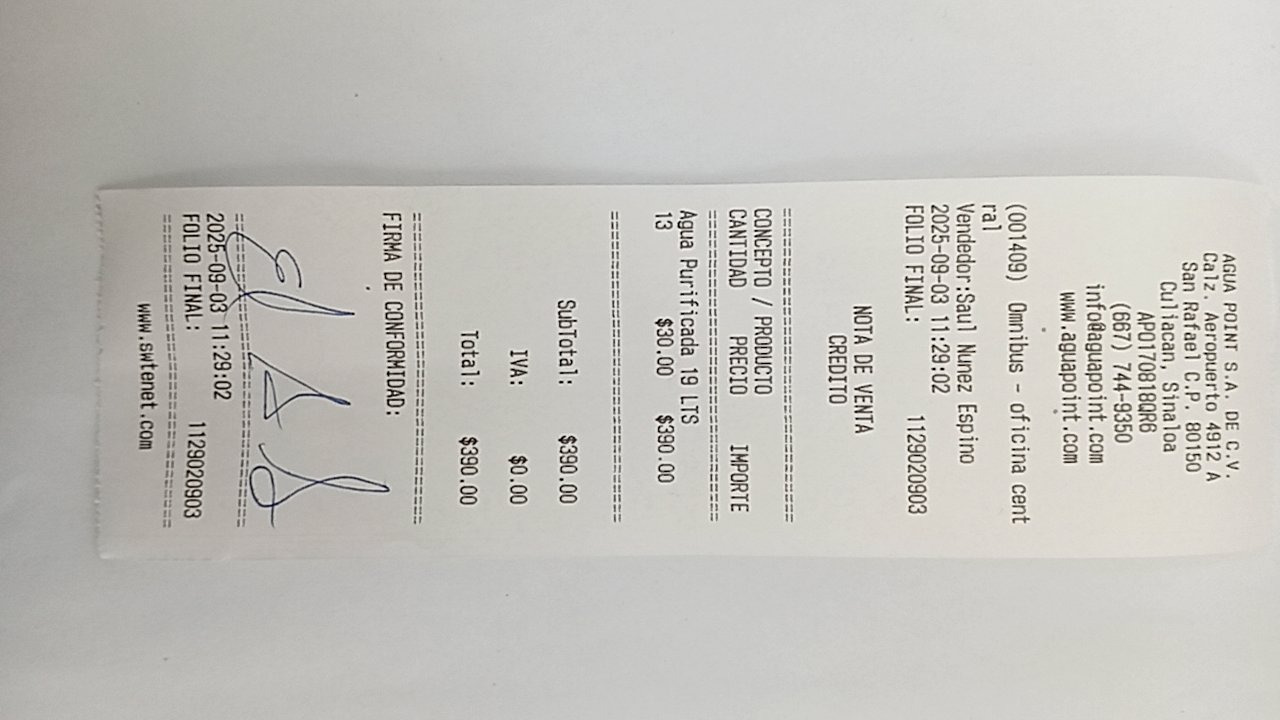 AGUA POINT S.A. DE C.V.
Calz. Aeropuerto 4912 A
San Rafael C.P. 80150
Culiacan, Sinaloa
APO170818QR6
(667) 744-9350
info@aguapoint.com
www.aguapoint.com
(001409) Omnibus - oficina cent
ral
Vendedor:Saul Nunez Espino
2025-09-03 11:29:02
FOLIO FINAL: 1129020903
NOTA DE VENTA
CREDITO
===============================
CONCEPTO / PRODUCTO
CANTIDAD PRECIO IMPORTE
===============================
Agua Purificada 19 LTS
13 $30.00 $390.00
===============================
SubTotal: $390.00
IVA: $0.00
Total: $390.00
===============================
FIRMA DE CONFORMIDAD:
===============================
2025-09-03 11:29:02
FOLIO FINAL: 1129020903
===============================
www.swtenet.com